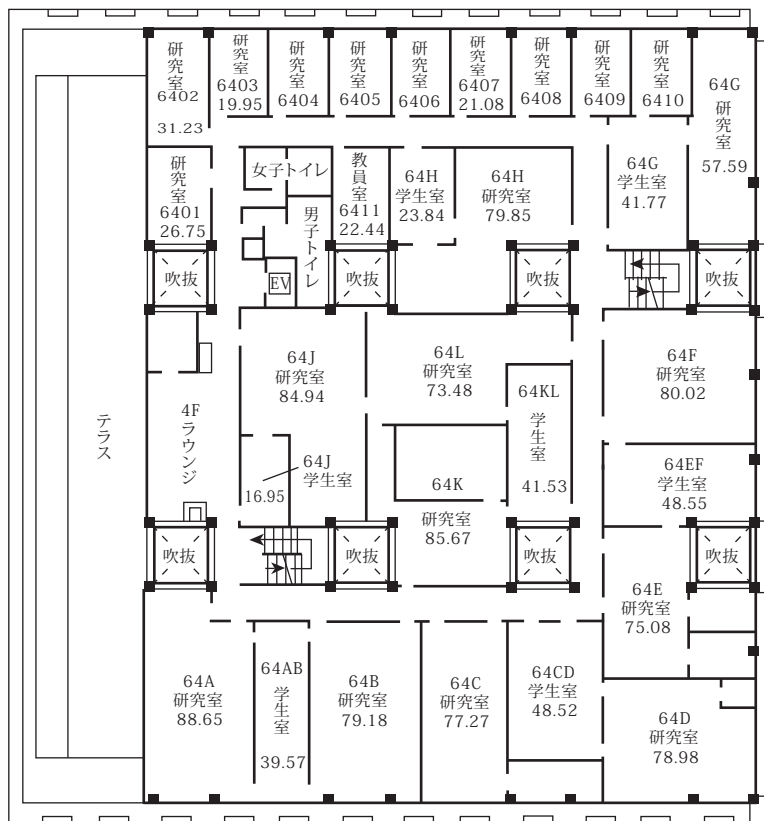 研究室
6402
31.23
研究室
6403
19.95
研究室
6404
研究室
6405
研究室
6406
研究室
6407
21.08
研究室
6408
研究室
6409
研究室
6410
64G
研究室
57.59
研究室
6401
26.75
女子トイレ
男子トイレ
EV
教員室
6411
22.44
64H
学生室
23.84
64H
研究室
79.85
64G
学生室
41.77
吹抜
吹抜
吹抜
吹抜
テラス
4F
ラウンジ
64J
研究室
84.94
64J
学生室
16.95
64L
研究室
73.48
64KL
学生室
41.53
64K
研究室
85.67
64F
研究室
80.02
64EF
学生室
48.55
吹抜
吹抜
吹抜
吹抜
64E
研究室
75.08
64A
研究室
88.65
64AB
学生室
39.57
64B
研究室
79.18
64C
研究室
77.27
64CD
学生室
48.52
64D
研究室
78.98